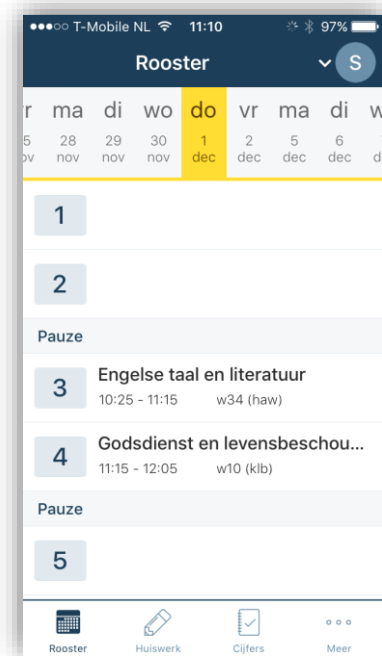 T-Mobile NL 11:10 97%
Rooster S
r ma di wo do vr ma di w
5 28 29 30 1 2 5 6
ov nov nov nov dec dec dec dec d
1
2
Pauze
3 Engelse taal en literatuur
10:25 - 11:15 w34 (haw)
4 Godsdienst en levensbeschou...
11:15 - 12:05 w10 (klb)
Pauze
5
Rooster Huiswerk Cijfers Meer